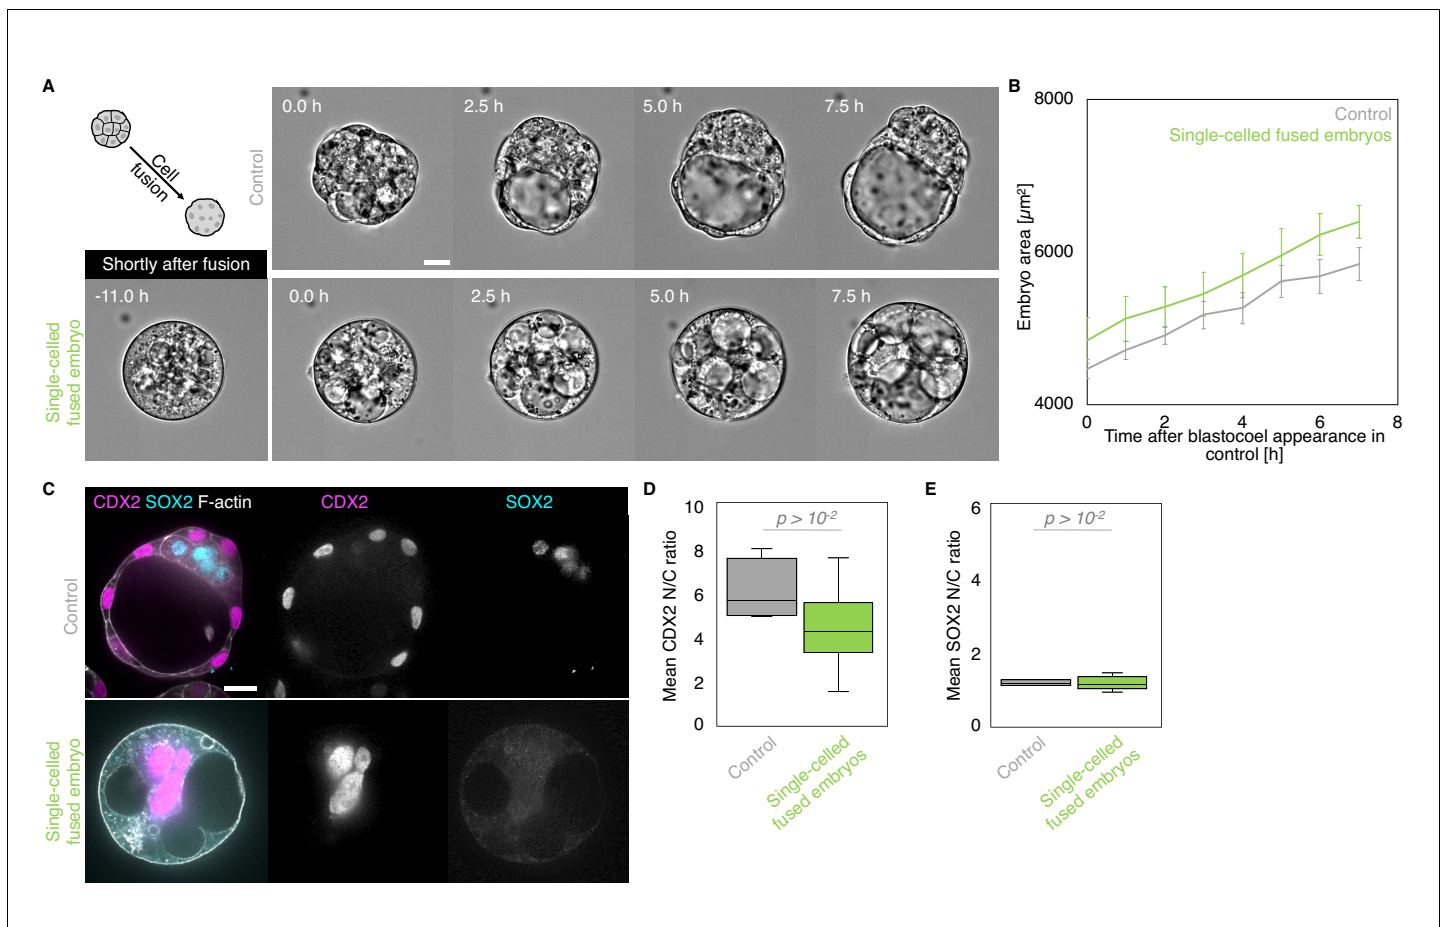 A
Cell
fusion
Control
0.0 h
2.5 h
5.0 h
7.5 h
Shortly after fusion
Single-celled
fused embryo
-11.0 h
0.0 h
2.5 h
5.0 h
7.5 h
B
8000
6000
4000
Embryo area [µm²]
Control
Single-celled fused embryos
0
2
4
6
8
Time after blastocoel appearance in
control [h]
C
CDX2 SOX2 F-actin
CDX2
SOX2
Control
Single-celled
fused embryo
D
10
8
6
4
2
0
Mean CDX2 N/C ratio
p > 10⁻²
Control
Single-celled
fused embryos
E
6
4
2
0
Mean SOX2 N/C ratio
p > 10⁻²
Control
Single-celled
fused embryos